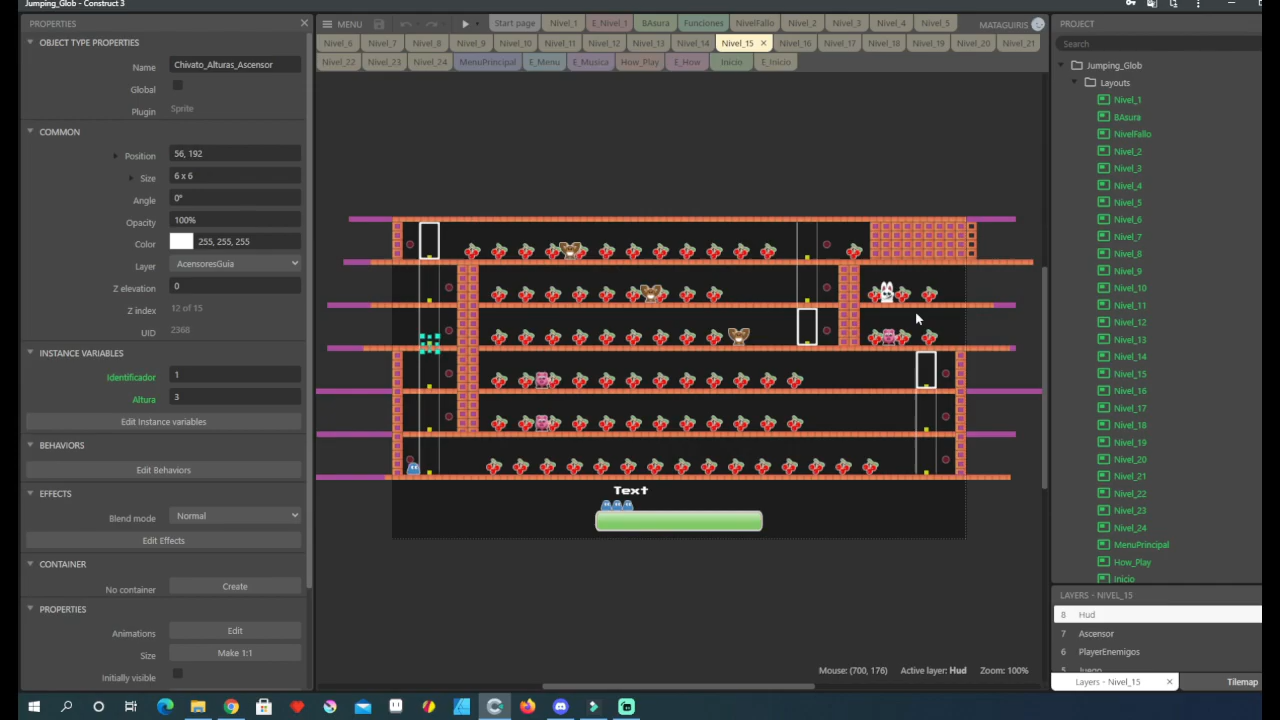 Jumping_Glob - Construct 3
PROPERTIES
OBJECT TYPE PROPERTIES
Name Chivato_Alturas_Ascensor
Global
Plugin Sprite
COMMON
Position 56, 192
Size 6 x 6
Angle 0°
Opacity 100%
Color 255, 255, 255
Layer AcensoresGuia
Z elevation 0
Z index 12 of 15
UID 2368
INSTANCE VARIABLES
Identificador 1
Altura 3
Edit Instance variables
BEHAVIORS
Edit Behaviors
EFFECTS
Blend mode Normal
Edit Effects
CONTAINER
No container Create
PROPERTIES
Animations Edit
Size Make 1:1
Initially visible
MENU Start page Nivel_1 E_Nivel_1 BAsura Funciones NivelFallo Nivel_2 Nivel_3 Nivel_4 Nivel_5 MATAGUIRIS
Nivel_6 Nivel_7 Nivel_8 Nivel_9 Nivel_10 Nivel_11 Nivel_12 Nivel_13 Nivel_14 Nivel_15 Nivel_16 Nivel_17 Nivel_18 Nivel_19 Nivel_20 Nivel_21
Nivel_22 Nivel_23 Nivel_24 MenuPrincipal E_Menu E_Musica How_Play E_How Inicio E_Inicio
Text
Mouse: (700, 176) Active layer: Hud Zoom: 100%
PROJECT
Search
Jumping_Glob
Layouts
Nivel_1
BAsura
NivelFallo
Nivel_2
Nivel_3
Nivel_4
Nivel_5
Nivel_6
Nivel_7
Nivel_8
Nivel_9
Nivel_10
Nivel_11
Nivel_12
Nivel_13
Nivel_14
Nivel_15
Nivel_16
Nivel_17
Nivel_18
Nivel_19
Nivel_20
Nivel_21
Nivel_22
Nivel_23
Nivel_24
MenuPrincipal
How_Play
Inicio
LAYERS - NIVEL_15
8 Hud
7 Ascensor
6 PlayerEnemigos
5 Juego
Layers - Nivel_15 Tilemap